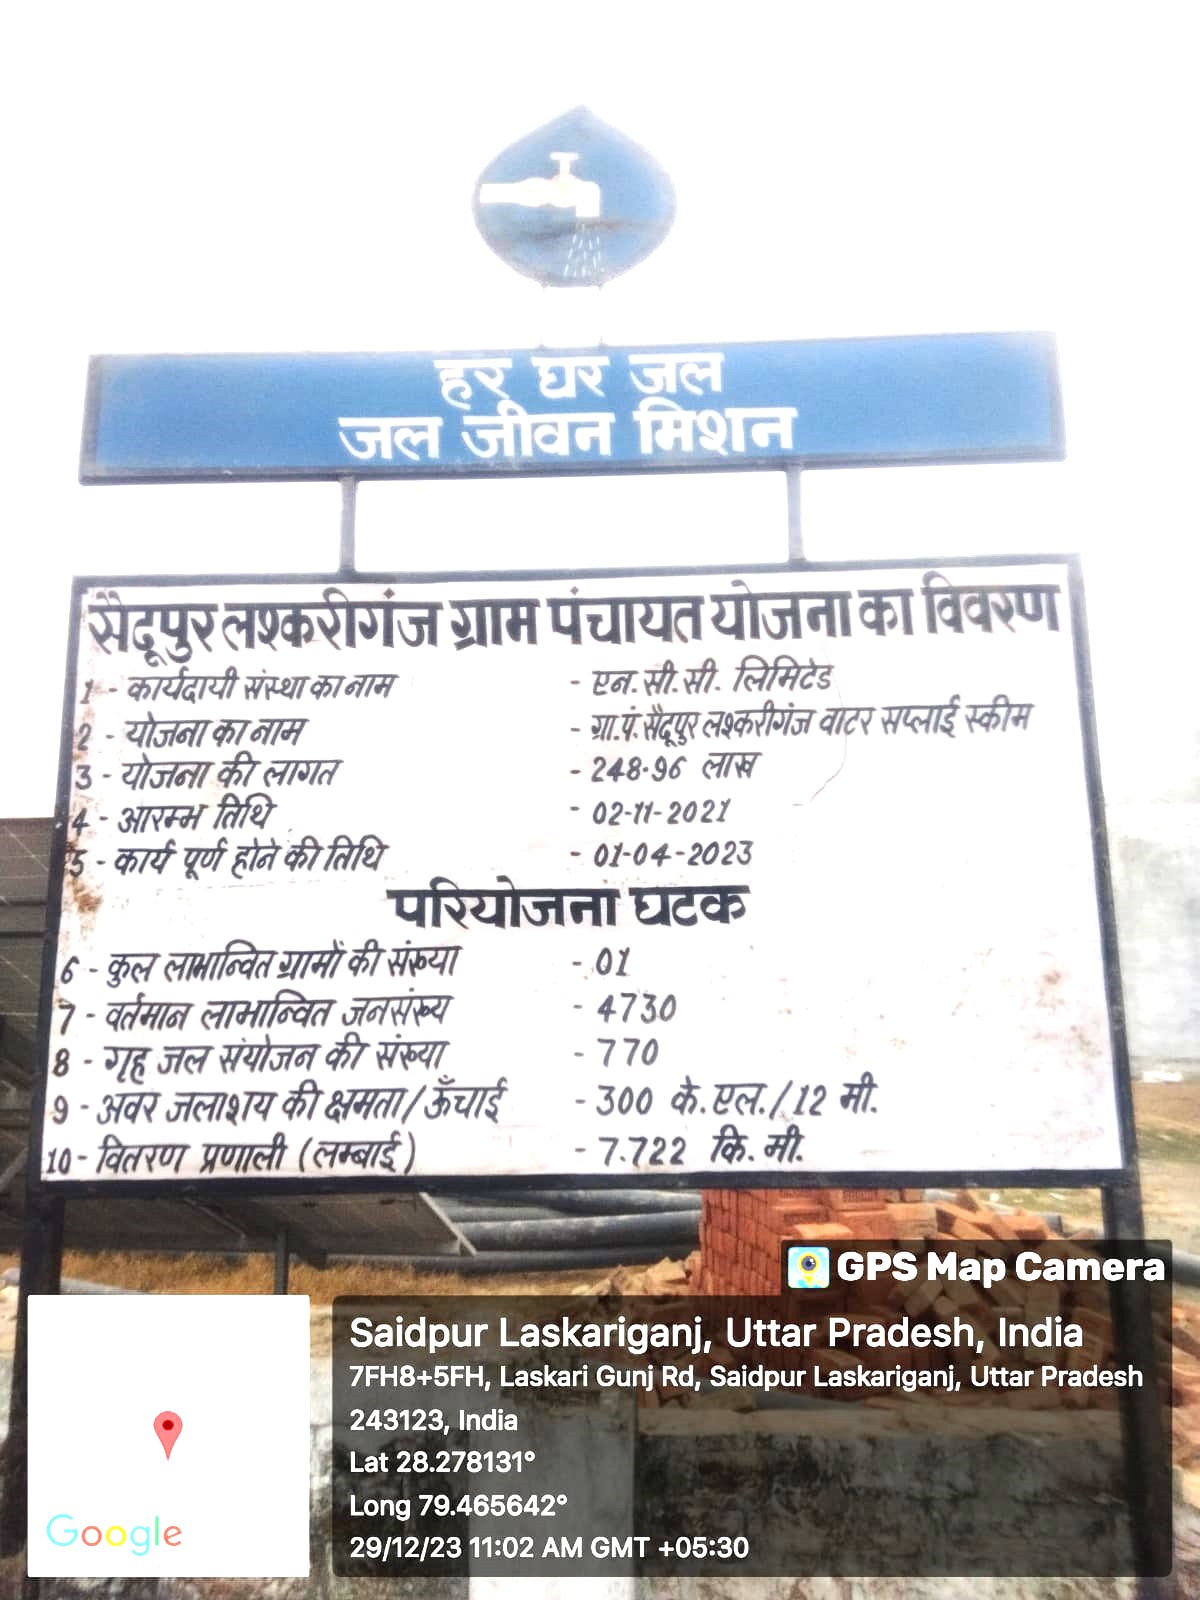 हर घर जल
जल जीवन मिशन
सैदूपुर लश्करीगंज ग्राम पंचायत योजना का विवरण
1 - कार्यदायी संस्था का नाम - एन.सी.सी. लिमिटेड
2 - योजना का नाम - ग्रा.पं. सैदूपुर लश्करीगंज वाटर सप्लाई स्कीम
3 - योजना की लागत - 248.96 लाख
4 - आरम्भ तिथि - 02-11-2021
5 - कार्य पूर्ण होने की तिथि - 01-04-2023
परियोजना घटक
6 - कुल लाभान्वित ग्रामों की संख्या - 01
7 - वर्तमान लाभान्वित जनसंख्य - 4730
8 - गृह जल संयोजन की संख्या - 770
9 - अवर जलाशय की क्षमता/ऊँचाई - 300 के.एल./12 मी.
10 - वितरण प्रणाली (लम्बाई) - 7.722 कि.मी.
GPS Map Camera
Saidpur Laskariganj, Uttar Pradesh, India
7FH8+5FH, Laskari Gunj Rd, Saidpur Laskariganj, Uttar Pradesh
243123, India
Lat 28.278131°
Long 79.465642°
29/12/23 11:02 AM GMT +05:30
Google